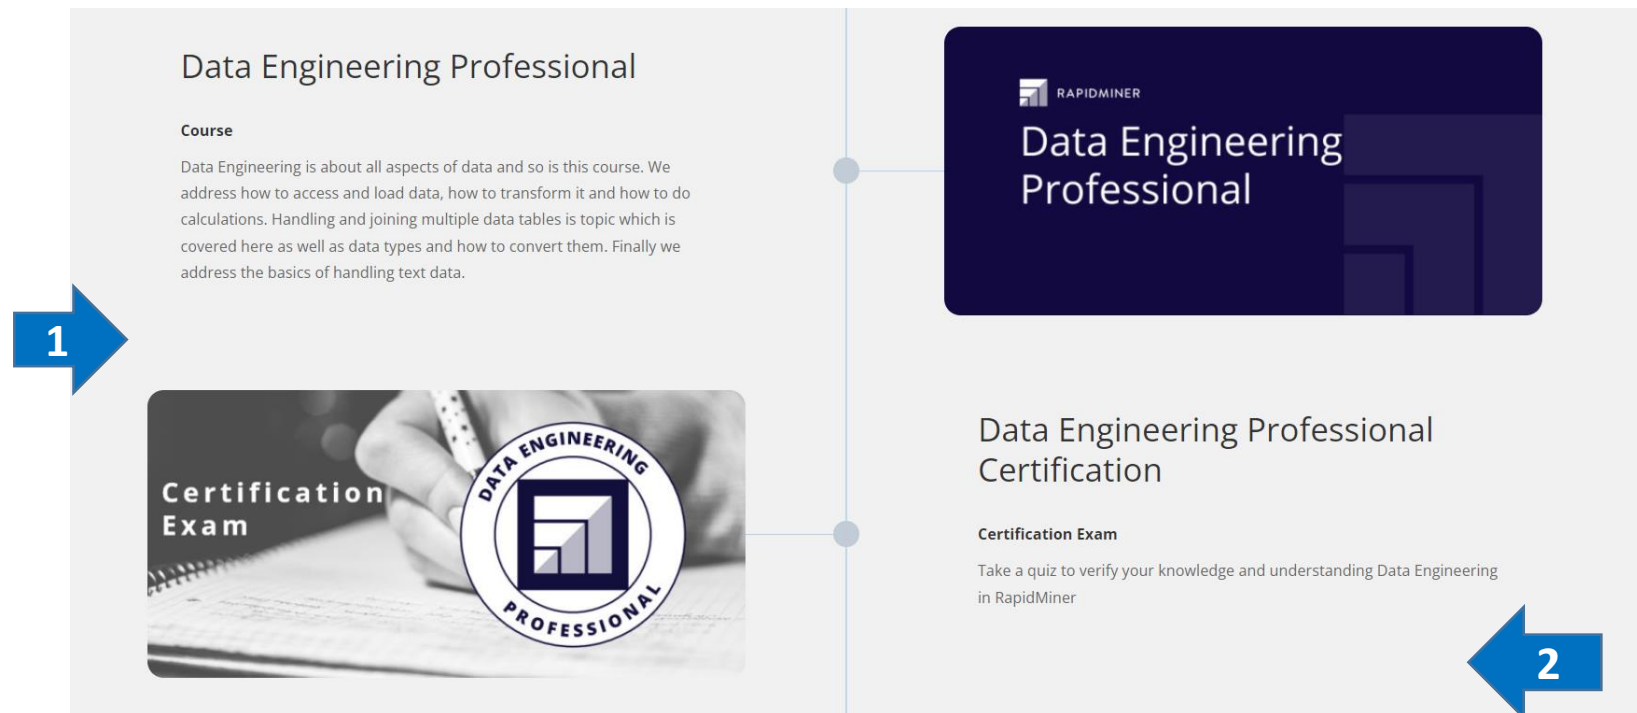 Data Engineering Professional
Course
Data Engineering is about all aspects of data and so is this course. We
address how to access and load data, how to transform it and how to do
calculations. Handling and joining multiple data tables is topic which is
covered here as well as data types and how to convert them. Finally we
address the basics of handling text data.
RAPIDMINER
Data Engineering
Professional
1
Certification
Exam
DATA ENGINEERING
PROFESSIONAL
Data Engineering Professional
Certification
Certification Exam
Take a quiz to verify your knowledge and understanding Data Engineering
in RapidMiner
2